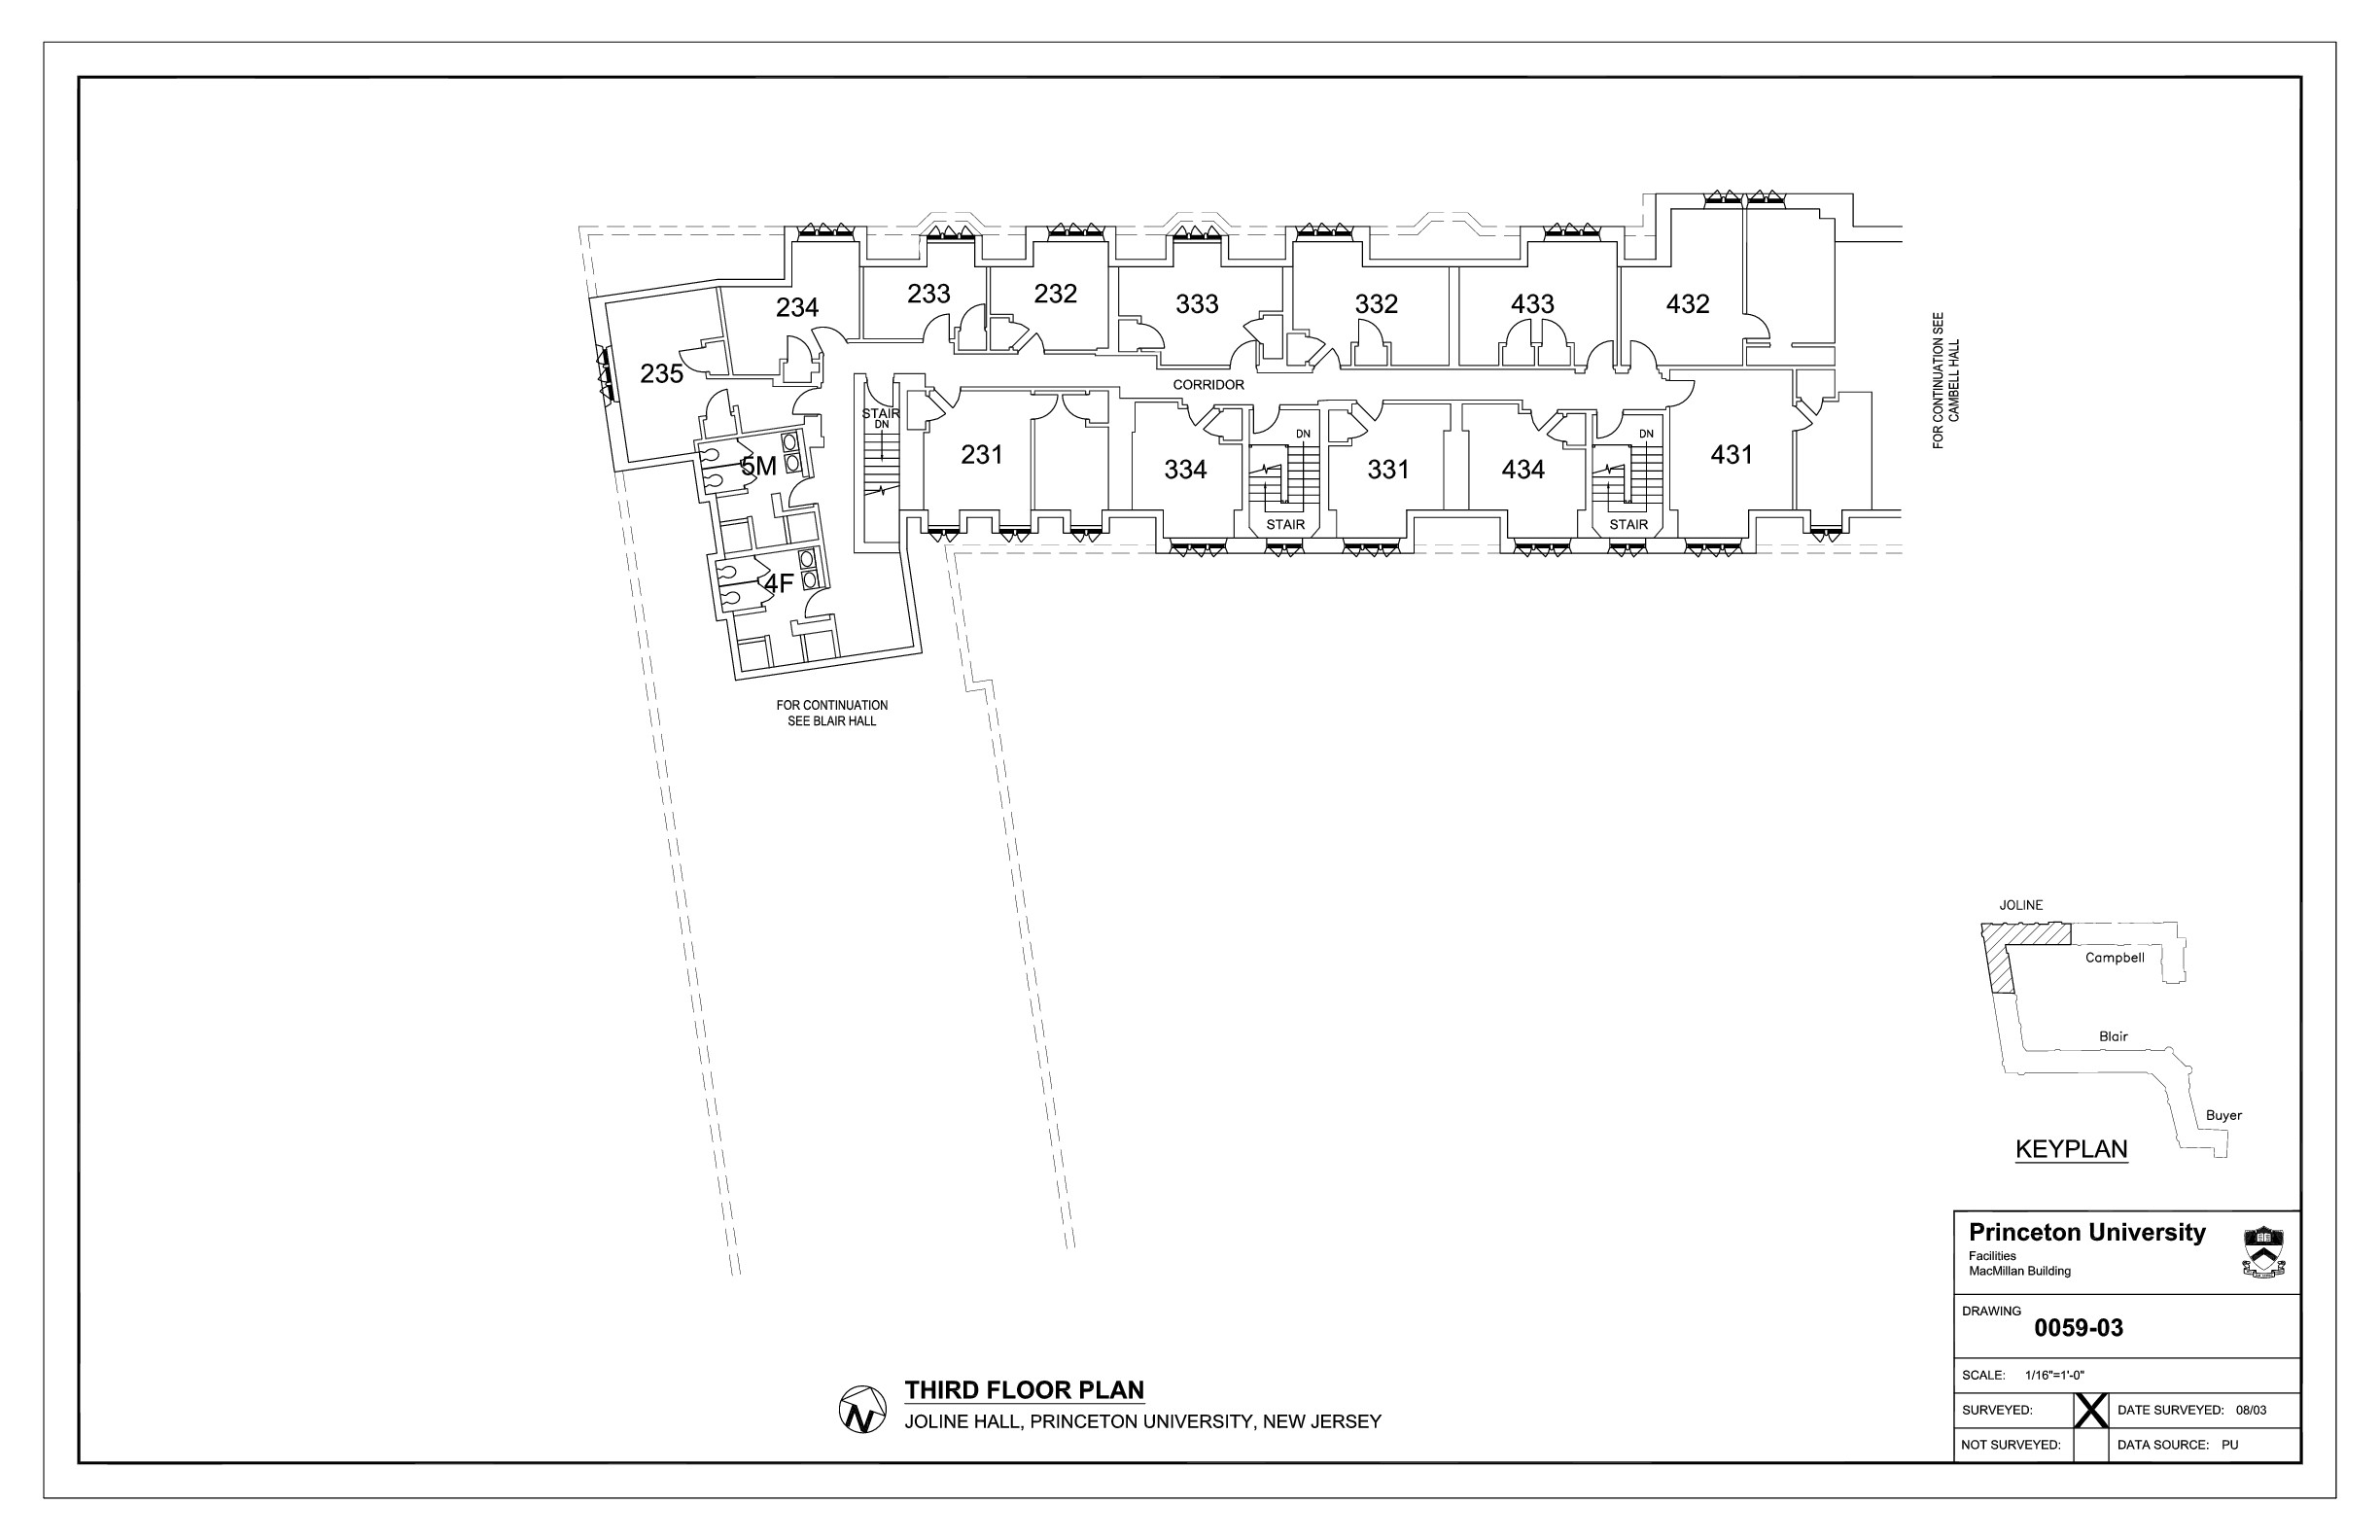 234
233
232
333
332
433
432
235
CORRIDOR
STAIR
DN
231
334
DN
STAIR
331
434
DN
STAIR
431
5M
4F
FOR CONTINUATION SEE
CAMBELL HALL
FOR CONTINUATION
SEE BLAIR HALL
JOLINE
Campbell
Blair
Buyer
KEYPLAN
Princeton University
Facilities
MacMillan Building
DRAWING
0059-03
SCALE: 1/16"=1'-0"
SURVEYED: X DATE SURVEYED: 08/03
NOT SURVEYED: DATA SOURCE: PU
N
THIRD FLOOR PLAN
JOLINE HALL, PRINCETON UNIVERSITY, NEW JERSEY